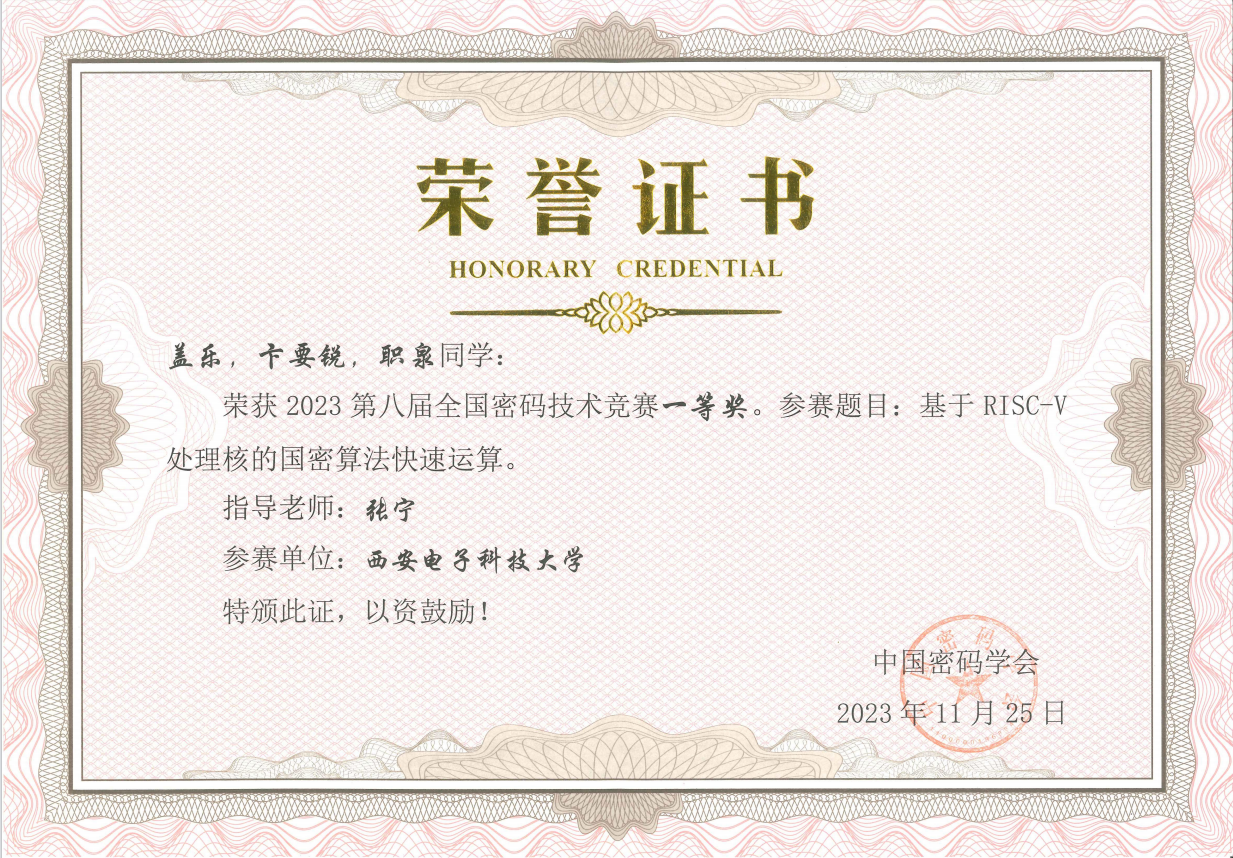 荣誉证书
HONORARY CREDENTIAL
盖乐，卞要锐，职泉同学：
荣获 2023 第八届全国密码技术竞赛一等奖。参赛题目：基于 RISC-V
处理核的国密算法快速运算。
指导老师：张宁
参赛单位：西安电子科技大学
特颁此证，以资鼓励！
中国密码学会
2023 年 11 月 25 日